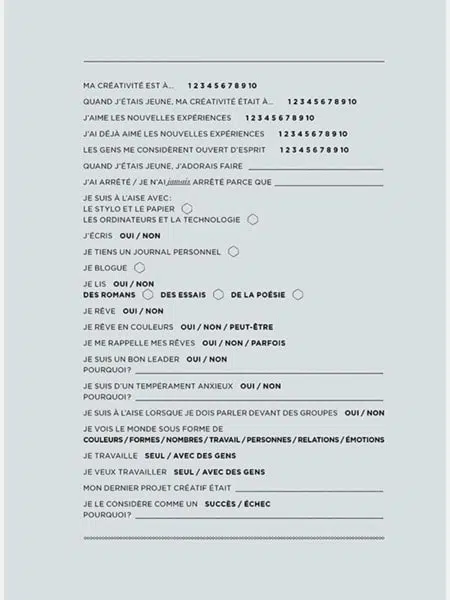 MA CRÉATIVITÉ EST À... 1 2 3 4 5 6 7 8 9 10
QUAND J'ÉTAIS JEUNE, MA CRÉATIVITÉ ÉTAIT À... 1 2 3 4 5 6 7 8 9 10
J'AIME LES NOUVELLES EXPÉRIENCES 1 2 3 4 5 6 7 8 9 10
J'AI DÉJÀ AIMÉ LES NOUVELLES EXPÉRIENCES 1 2 3 4 5 6 7 8 9 10
LES GENS ME CONSIDÈRENT OUVERT D'ESPRIT 1 2 3 4 5 6 7 8 9 10
QUAND J'ÉTAIS JEUNE, J'ADORAIS FAIRE
J'AI ARRÊTÉ / JE N'AI jamais ARRÊTÉ PARCE QUE
JE SUIS À L'AISE AVEC:
LE STYLO ET LE PAPIER
LES ORDINATEURS ET LA TECHNOLOGIE
J'ÉCRIS OUI / NON
JE TIENS UN JOURNAL PERSONNEL
JE BLOGUE
JE LIS OUI / NON
DES ROMANS DES ESSAIS DE LA POÉSIE
JE RÊVE OUI / NON
JE RÊVE EN COULEURS OUI / NON / PEUT-ÊTRE
JE ME RAPPELLE MES RÊVES OUI / NON / PARFOIS
JE SUIS UN BON LEADER OUI / NON
POURQUOI?
JE SUIS D'UN TEMPÉRAMENT ANXIEUX OUI / NON
POURQUOI?
JE SUIS À L'AISE LORSQUE JE DOIS PARLER DEVANT DES GROUPES OUI / NON
JE VOIS LE MONDE SOUS FORME DE
COULEURS / FORMES / NOMBRES / TRAVAIL / PERSONNES / RELATIONS / ÉMOTIONS
JE TRAVAILLE SEUL / AVEC DES GENS
JE VEUX TRAVAILLER SEUL / AVEC DES GENS
MON DERNIER PROJET CRÉATIF ÉTAIT
JE LE CONSIDÈRE COMME UN SUCCÈS / ÉCHEC
POURQUOI?